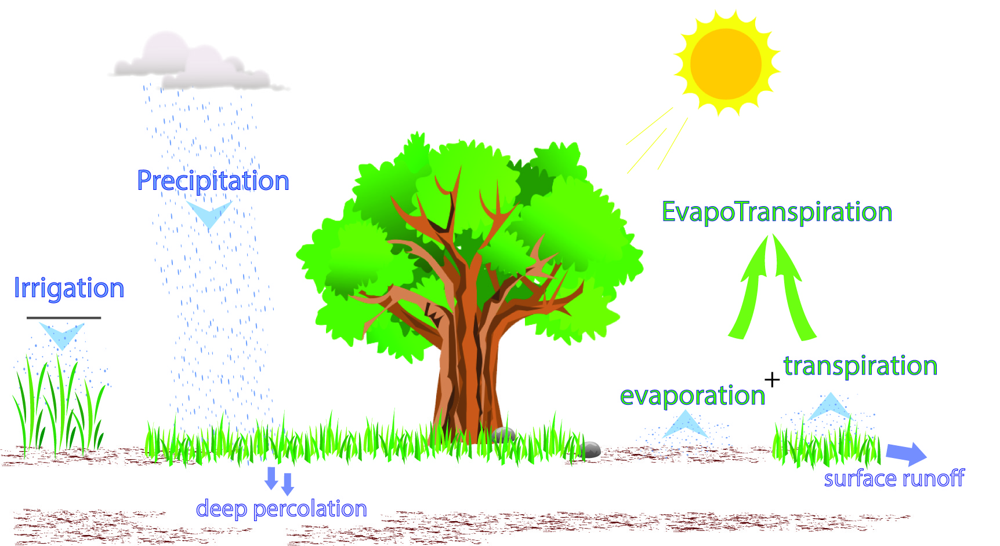 Precipitation
EvapoTranspiration
Irrigation
transpiration
+
evaporation
surface runoff
deep percolation